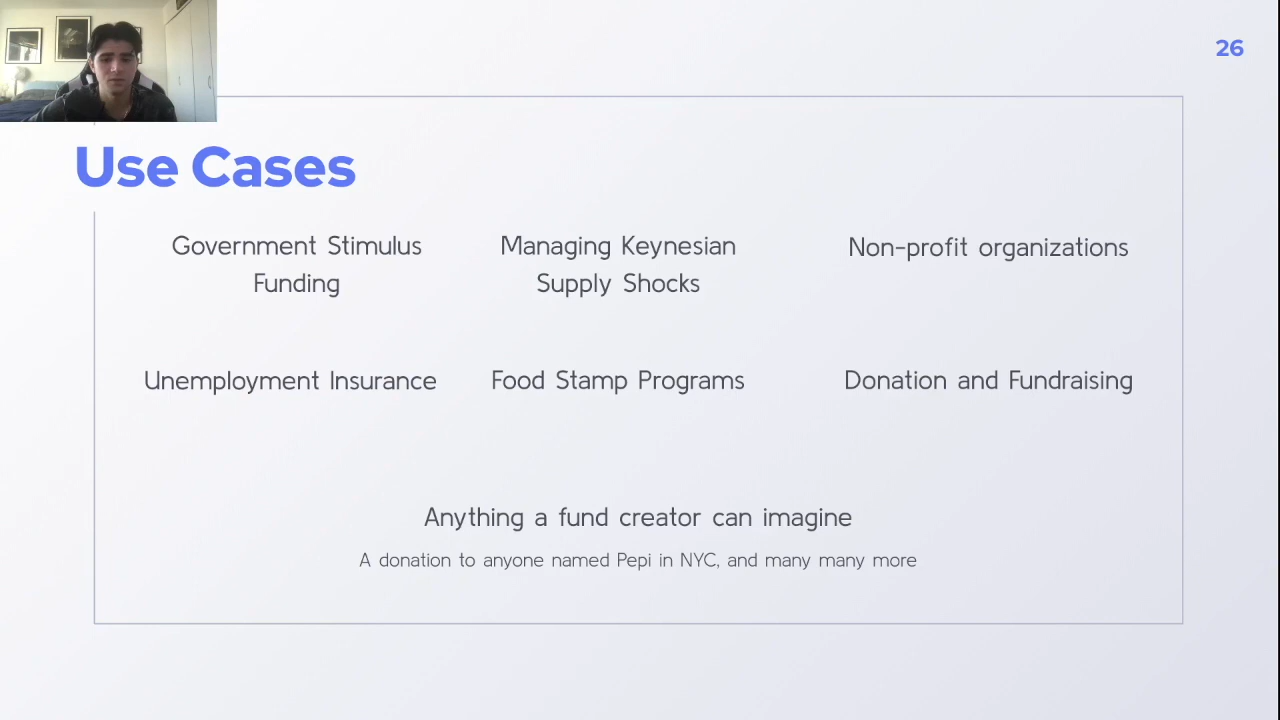 26
Use Cases
Government Stimulus
Funding
Managing Keynesian
Supply Shocks
Non-profit organizations
Unemployment Insurance
Food Stamp Programs
Donation and Fundraising
Anything a fund creator can imagine
A donation to anyone named Pepi in NYC, and many many more